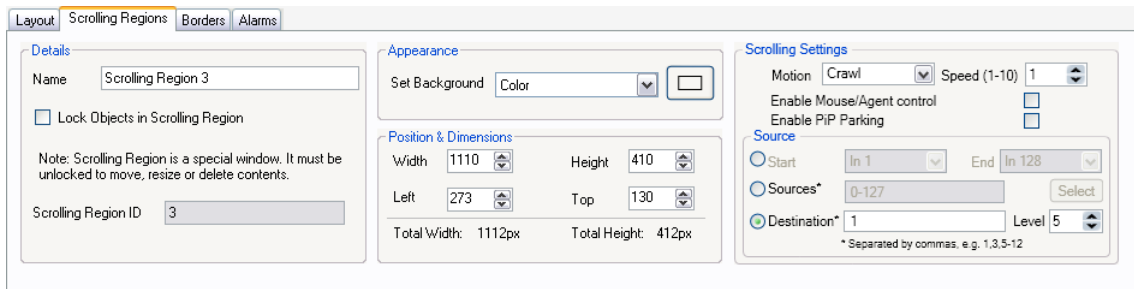 Layout Scrolling Regions Borders Alarms
Details
Name Scrolling Region 3
Lock Objects in Scrolling Region
Note: Scrolling Region is a special window. It must be
unlocked to move, resize or delete contents.
Scrolling Region ID 3
Appearance
Set Background Color
Position & Dimensions
Width 1110 Height 410
Left 273 Top 130
Total Width: 1112px Total Height: 412px
Scrolling Settings
Motion Crawl Speed (1-10) 1
Enable Mouse/Agent control
Enable PiP Parking
Source
Start In 1 End In 128
Sources* 0-127 Select
Destination* 1 Level 5
* Separated by commas, e.g. 1,3,5-12